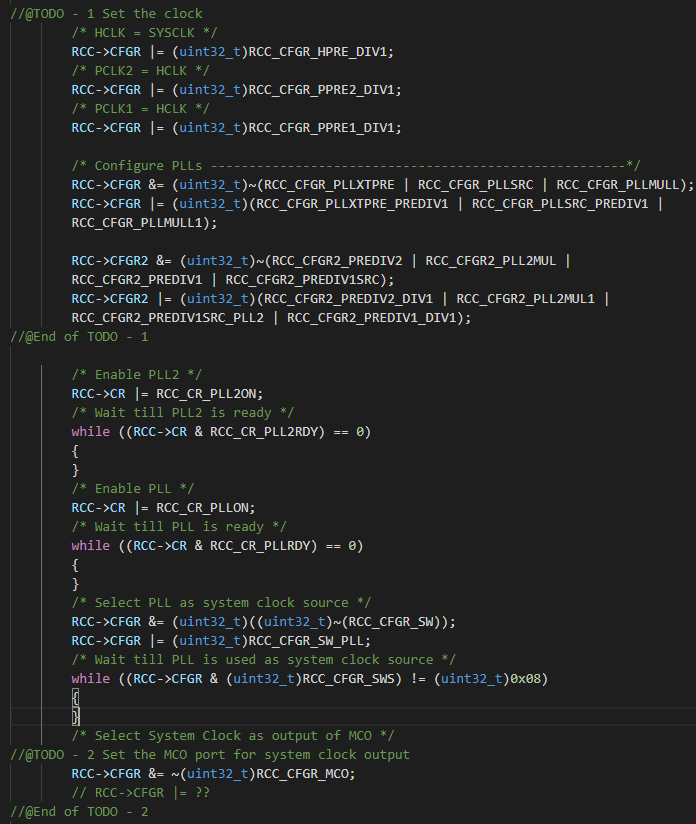 //@TODO - 1 Set the clock
/* HCLK = SYSCLK */
RCC->CFGR |= (uint32_t)RCC_CFGR_HPRE_DIV1;
/* PCLK2 = HCLK */
RCC->CFGR |= (uint32_t)RCC_CFGR_PPRE2_DIV1;
/* PCLK1 = HCLK */
RCC->CFGR |= (uint32_t)RCC_CFGR_PPRE1_DIV1;
/* Configure PLLs ------------------------------------------------------*/
RCC->CFGR &= (uint32_t)~(RCC_CFGR_PLLXTPRE | RCC_CFGR_PLLSRC | RCC_CFGR_PLLMULL);
RCC->CFGR |= (uint32_t)(RCC_CFGR_PLLXTPRE_PREDIV1 | RCC_CFGR_PLLSRC_PREDIV1 |
RCC_CFGR_PLLMULL1);
RCC->CFGR2 &= (uint32_t)~(RCC_CFGR2_PREDIV2 | RCC_CFGR2_PLL2MUL |
RCC_CFGR2_PREDIV1 | RCC_CFGR2_PREDIV1SRC);
RCC->CFGR2 |= (uint32_t)(RCC_CFGR2_PREDIV2_DIV1 | RCC_CFGR2_PLL2MUL1 |
RCC_CFGR2_PREDIV1SRC_PLL2 | RCC_CFGR2_PREDIV1_DIV1);
//@End of TODO - 1
/* Enable PLL2 */
RCC->CR |= RCC_CR_PLL2ON;
/* Wait till PLL2 is ready */
while ((RCC->CR & RCC_CR_PLL2RDY) == 0)
{
}
/* Enable PLL */
RCC->CR |= RCC_CR_PLLON;
/* Wait till PLL is ready */
while ((RCC->CR & RCC_CR_PLLRDY) == 0)
{
}
/* Select PLL as system clock source */
RCC->CFGR &= (uint32_t)((uint32_t)~(RCC_CFGR_SW));
RCC->CFGR |= (uint32_t)RCC_CFGR_SW_PLL;
/* Wait till PLL is used as system clock source */
while ((RCC->CFGR & (uint32_t)RCC_CFGR_SWS) != (uint32_t)0x08)
{
}
/* Select System Clock as output of MCO */
//@TODO - 2 Set the MCO port for system clock output
RCC->CFGR &= ~(uint32_t)RCC_CFGR_MCO;
// RCC->CFGR |= ??
//@End of TODO - 2